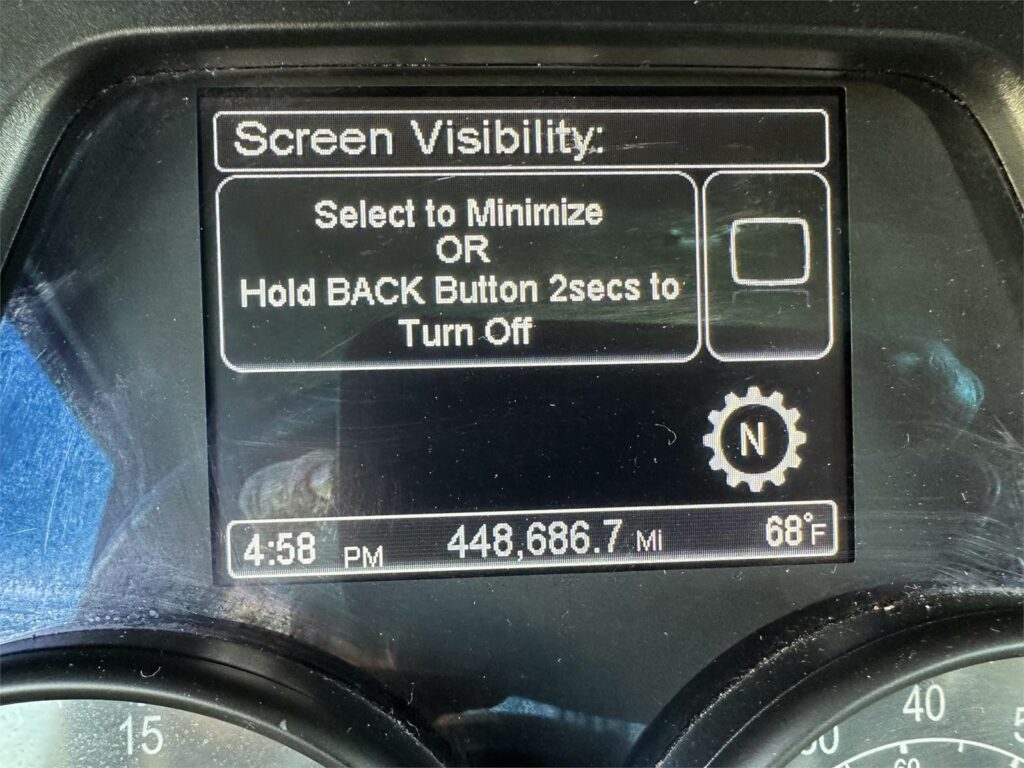 Screen Visibility:
Select to Minimize
OR
Hold BACK Button 2secs to
Turn Off
N
4:58 PM 448,686.7 Mi 68°F
15
40
60